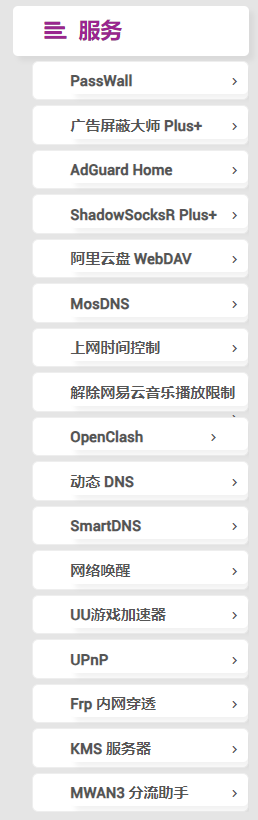 服务
PassWall
广告屏蔽大师 Plus+
AdGuard Home
ShadowSocksR Plus+
阿里云盘 WebDAV
MosDNS
上网时间控制
解除网易云音乐播放限制
OpenClash
动态 DNS
SmartDNS
网络唤醒
UU游戏加速器
UPnP
Frp 内网穿透
KMS 服务器
MWAN3 分流助手